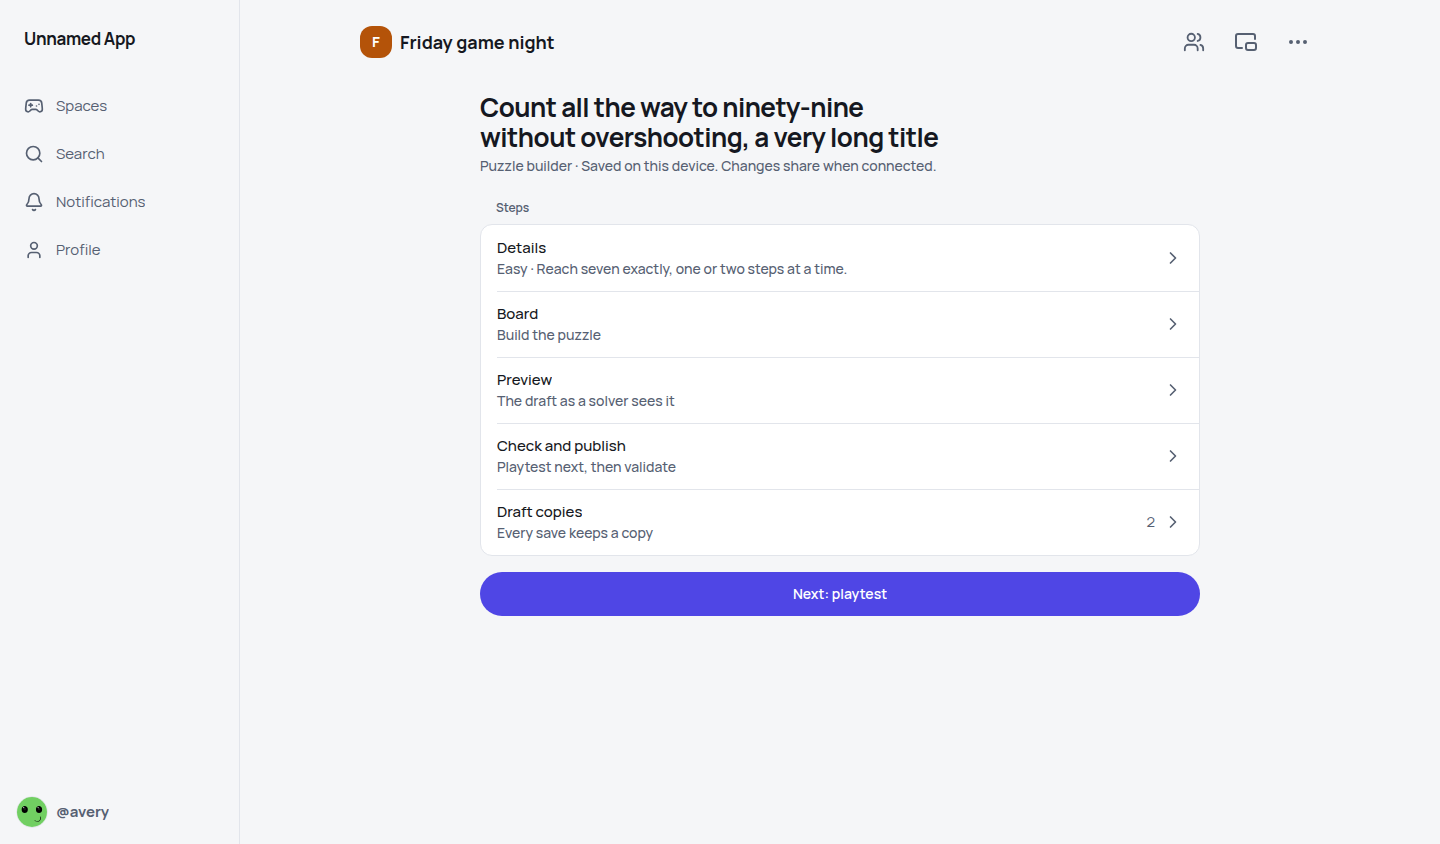 Unnamed App
Spaces
Search
Notifications
Profile
@avery
F
Friday game night
Count all the way to ninety-nine
without overshooting, a very long title
Puzzle builder · Saved on this device. Changes share when connected.
Steps
Details
Easy · Reach seven exactly, one or two steps at a time.
Board
Build the puzzle
Preview
The draft as a solver sees it
Check and publish
Playtest next, then validate
Draft copies
Every save keeps a copy
2
Next: playtest